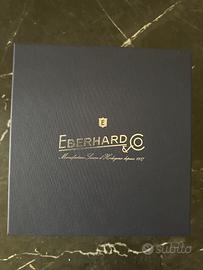 E
EBERHARD & CO
Manufacture Suisse d'Horlogerie depuis 1887
subito